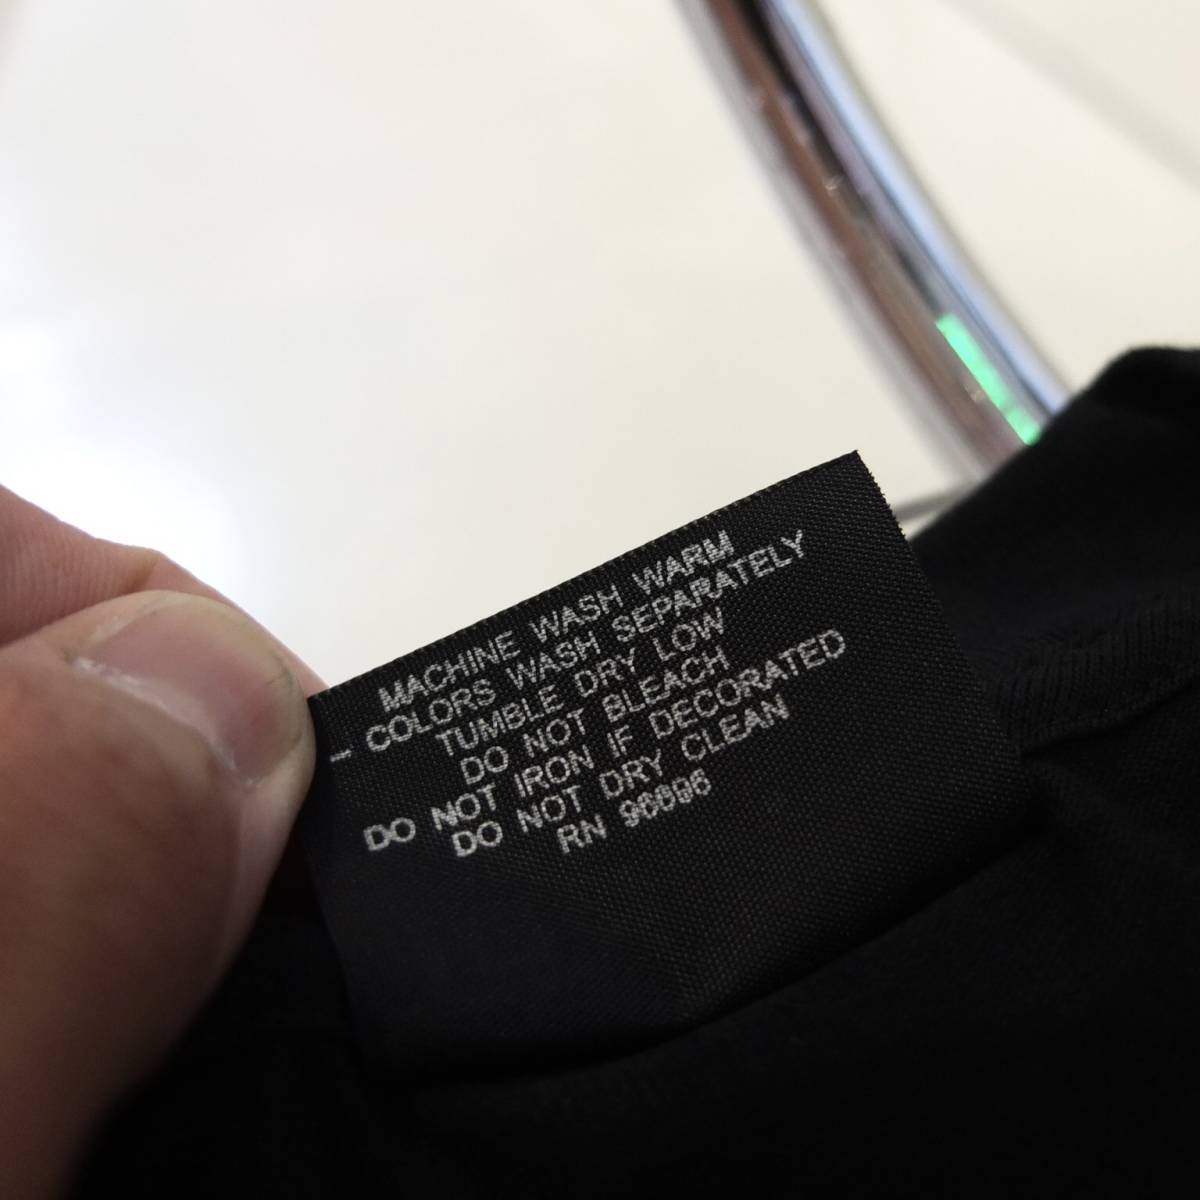 MACHINE WASH WARM
- COLORS WASH SEPARATELY
TUMBLE DRY LOW
DO NOT BLEACH
DO NOT IRON IF DECORATED
DO NOT DRY CLEAN
RN